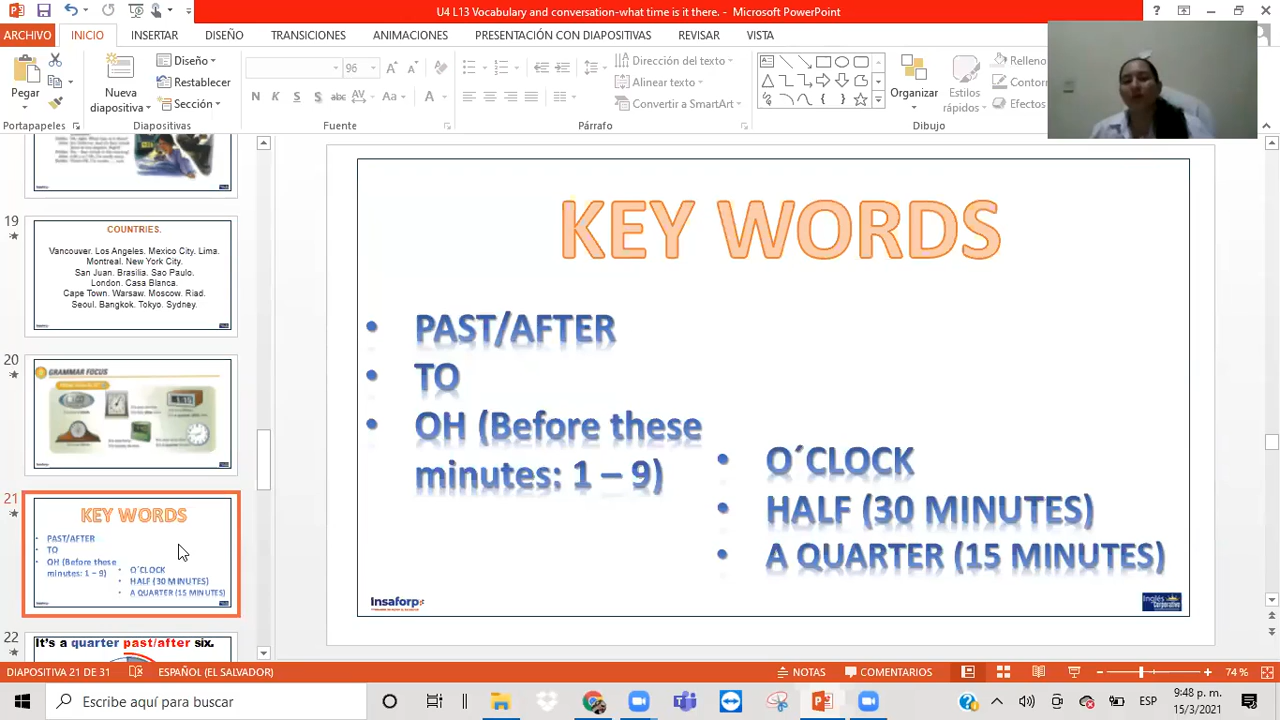 U4 L13 Vocabulary and conversation-what time is it there. - Microsoft PowerPoint
ARCHIVO INICIO INSERTAR DISEÑO TRANSICIONES ANIMACIONES PRESENTACIÓN CON DIAPOSITIVAS REVISAR VISTA
Pegar
Nueva diapositiva
Diseño
Restablecer
Sección
96
N K S S abc AV Aa A
Dirección del texto
Alinear texto
Convertir a SmartArt
Organizar
Estilos rápidos
Relleno
Contorn
Efectos
Portapapeles Diapositivas Fuente Párrafo Dibujo
19
COUNTRIES.
Vancouver. Los Angeles. Mexico City. Lima.
Montreal. New York City.
San Juan. Brasilia. Sao Paulo.
London. Casa Blanca.
Cape Town. Warsaw. Moscow. Riad.
Seoul. Bangkok. Tokyo. Sydney.
20
GRAMMAR FOCUS
21
KEY WORDS
PAST/AFTER
TO
OH (Before these
minutes: 1 – 9)
O´CLOCK
HALF (30 MINUTES)
A QUARTER (15 MINUTES)
22
It's a quarter past/after six.
KEY WORDS
• PAST/AFTER
• TO
• OH (Before these
minutes: 1 – 9)
• O´CLOCK
• HALF (30 MINUTES)
• A QUARTER (15 MINUTES)
Insaforp
Inglés Corporativo
DIAPOSITIVA 21 DE 31 ESPAÑOL (EL SALVADOR) NOTAS COMENTARIOS 74 %
Escribe aquí para buscar
ESP
9:48 p. m.
15/3/2021